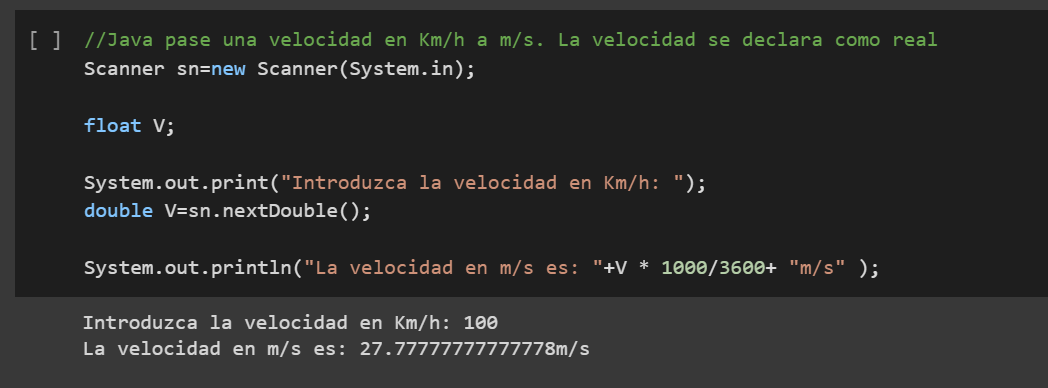 [ ] //Java pase una velocidad en Km/h a m/s. La velocidad se declara como real
Scanner sn=new Scanner(System.in);
float V;
System.out.print("Introduzca la velocidad en Km/h: ");
double V=sn.nextDouble();
System.out.println("La velocidad en m/s es: "+V * 1000/3600+ "m/s" );
Introduzca la velocidad en Km/h: 100
La velocidad en m/s es: 27.77777777777778m/s